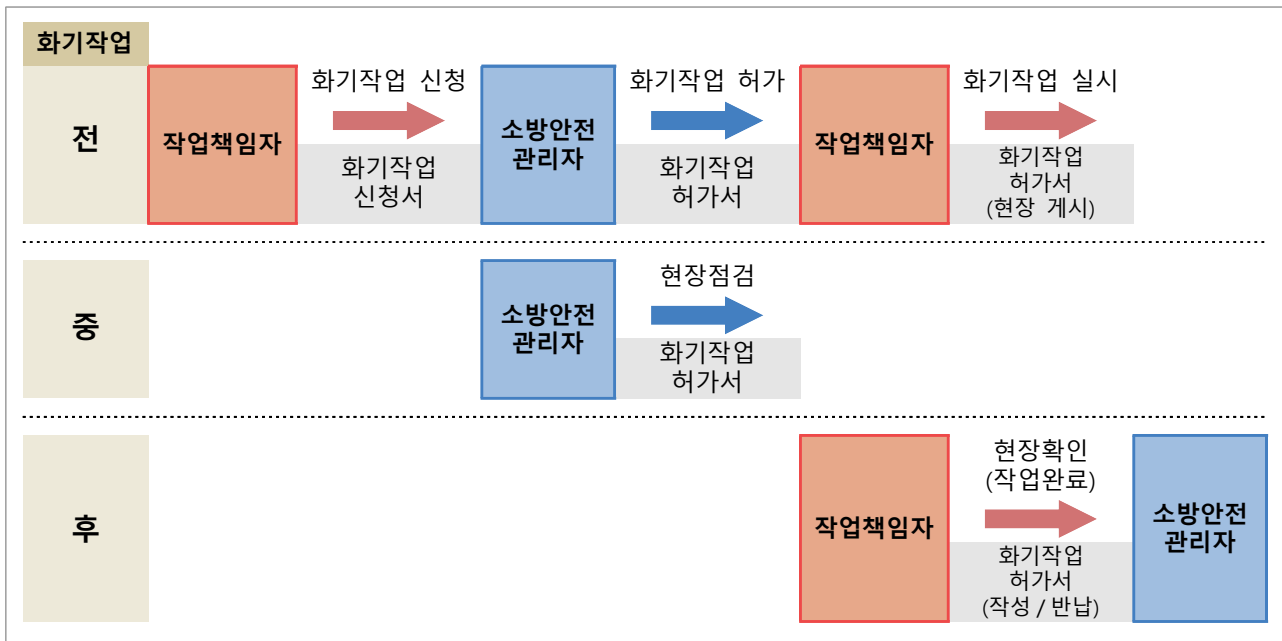 화기작업
전
작업책임자
화기작업 신청
화기작업
신청서
소방안전
관리자
화기작업 허가
화기작업
허가서
작업책임자
화기작업 실시
화기작업
허가서
(현장 게시)
중
소방안전
관리자
현장점검
화기작업
허가서
후
작업책임자
현장확인
(작업완료)
화기작업
허가서
(작성 / 반납)
소방안전
관리자